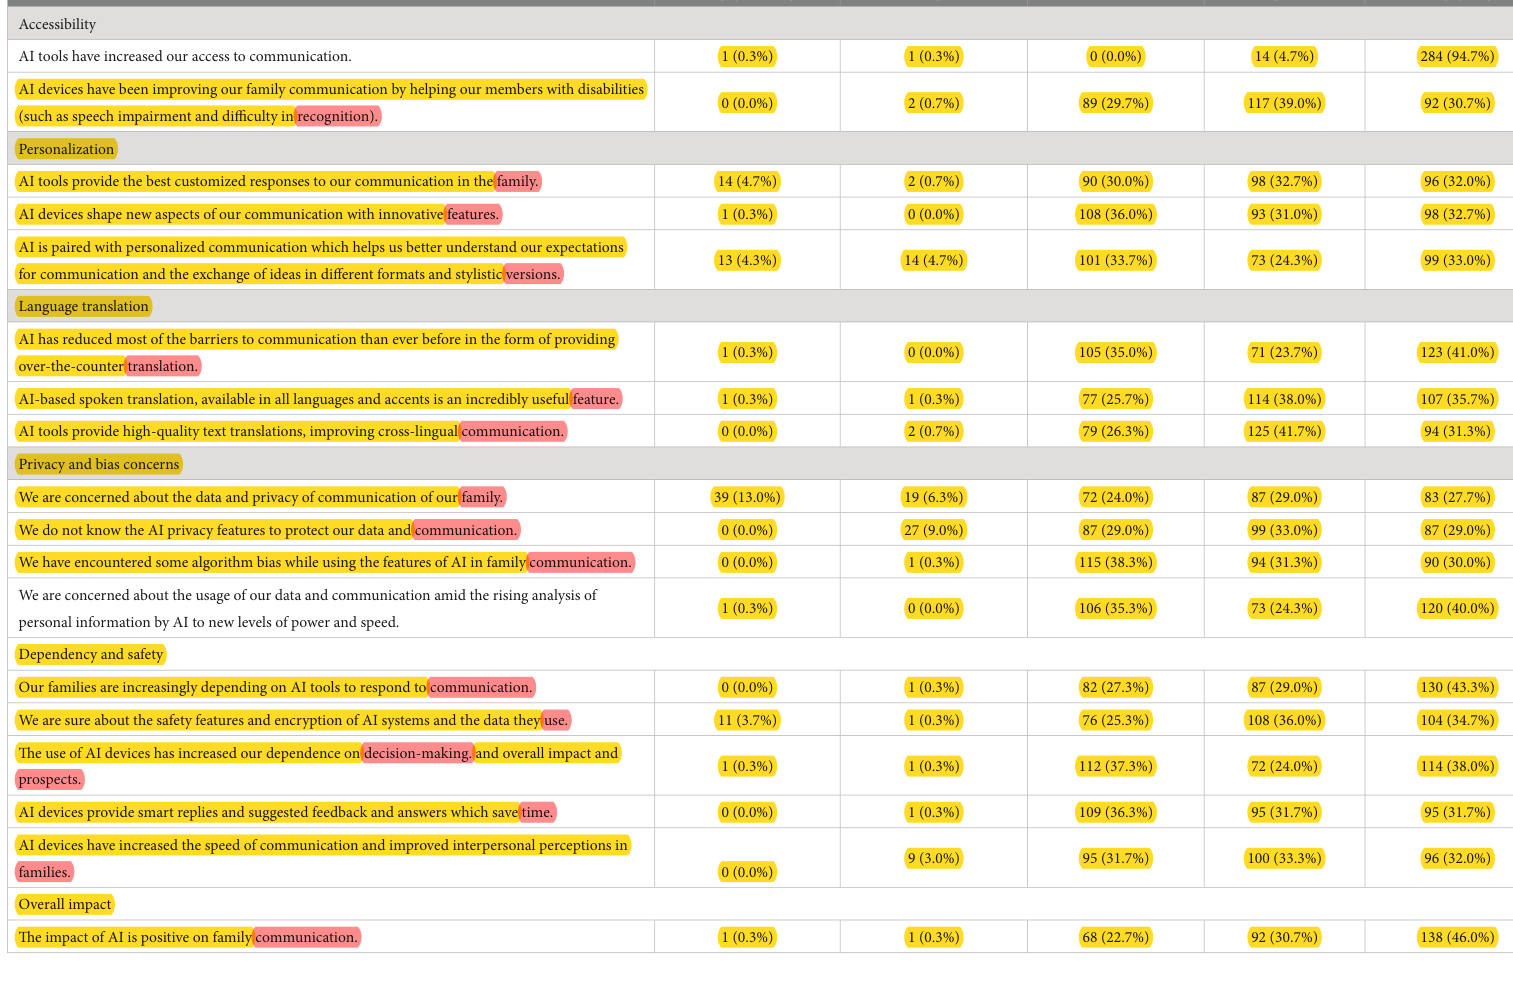 Accessibility
AI tools have increased our access to communication. 1 (0.3%) 1 (0.3%) 0 (0.0%) 14 (4.7%) 284 (94.7%)
AI devices have been improving our family communication by helping our members with disabilities
(such as speech impairment and difficulty in recognition). 0 (0.0%) 2 (0.7%) 89 (29.7%) 117 (39.0%) 92 (30.7%)
Personalization
AI tools provide the best customized responses to our communication in the family. 14 (4.7%) 2 (0.7%) 90 (30.0%) 98 (32.7%) 96 (32.0%)
AI devices shape new aspects of our communication with innovative features. 1 (0.3%) 0 (0.0%) 108 (36.0%) 93 (31.0%) 98 (32.7%)
AI is paired with personalized communication which helps us better understand our expectations
for communication and the exchange of ideas in different formats and stylistic versions. 13 (4.3%) 14 (4.7%) 101 (33.7%) 73 (24.3%) 99 (33.0%)
Language translation
AI has reduced most of the barriers to communication than ever before in the form of providing
over-the-counter translation. 1 (0.3%) 0 (0.0%) 105 (35.0%) 71 (23.7%) 123 (41.0%)
AI-based spoken translation, available in all languages and accents is an incredibly useful feature. 1 (0.3%) 1 (0.3%) 77 (25.7%) 114 (38.0%) 107 (35.7%)
AI tools provide high-quality text translations, improving cross-lingual communication. 0 (0.0%) 2 (0.7%) 79 (26.3%) 125 (41.7%) 94 (31.3%)
Privacy and bias concerns
We are concerned about the data and privacy of communication of our family. 39 (13.0%) 19 (6.3%) 72 (24.0%) 87 (29.0%) 83 (27.7%)
We do not know the AI privacy features to protect our data and communication. 0 (0.0%) 27 (9.0%) 87 (29.0%) 99 (33.0%) 87 (29.0%)
We have encountered some algorithm bias while using the features of AI in family communication. 0 (0.0%) 1 (0.3%) 115 (38.3%) 94 (31.3%) 90 (30.0%)
We are concerned about the usage of our data and communication amid the rising analysis of
personal information by AI to new levels of power and speed. 1 (0.3%) 0 (0.0%) 106 (35.3%) 73 (24.3%) 120 (40.0%)
Dependency and safety
Our families are increasingly depending on AI tools to respond to communication. 0 (0.0%) 1 (0.3%) 82 (27.3%) 87 (29.0%) 130 (43.3%)
We are sure about the safety features and encryption of AI systems and the data they use. 11 (3.7%) 1 (0.3%) 76 (25.3%) 108 (36.0%) 104 (34.7%)
The use of AI devices has increased our dependence on decision-making. and overall impact and
prospects. 1 (0.3%) 1 (0.3%) 112 (37.3%) 72 (24.0%) 114 (38.0%)
AI devices provide smart replies and suggested feedback and answers which save time. 0 (0.0%) 1 (0.3%) 109 (36.3%) 95 (31.7%) 95 (31.7%)
AI devices have increased the speed of communication and improved interpersonal perceptions in
families. 0 (0.0%) 9 (3.0%) 95 (31.7%) 100 (33.3%) 96 (32.0%)
Overall impact
The impact of AI is positive on family communication. 1 (0.3%) 1 (0.3%) 68 (22.7%) 92 (30.7%) 138 (46.0%)